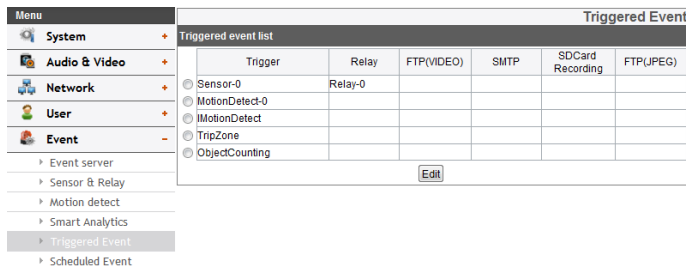 Menu
System +
Audio & Video +
Network +
User +
Event -
Event server
Sensor & Relay
Motion detect
Smart Analytics
Triggered Event
Scheduled Event
Triggered Event
Triggered event list
Trigger Relay FTP(VIDEO) SMTP SDCard Recording FTP(JPEG)
Sensor-0 Relay-0
MotionDetect-0
IMotionDetect
TripZone
ObjectCounting
Edit